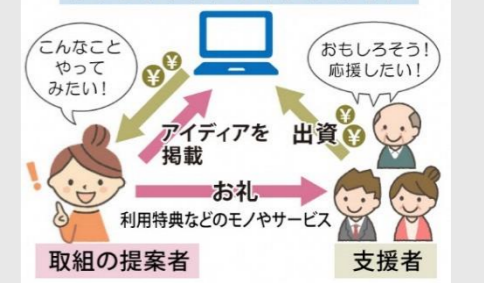 こんなこと
やって
みたい！
おもしろそう！
応援したい！
¥ ¥
アイディアを
掲載
出資
¥ ¥
お礼
利用特典などのモノやサービス
取組の提案者
支援者